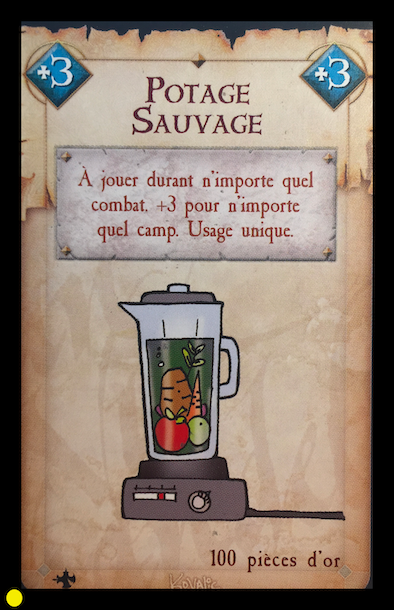 +3
+3
POTAGE
SAUVAGE
À jouer durant n'importe quel
combat. +3 pour n'importe
quel camp. Usage unique.
100 pièces d'or
KOVALIC